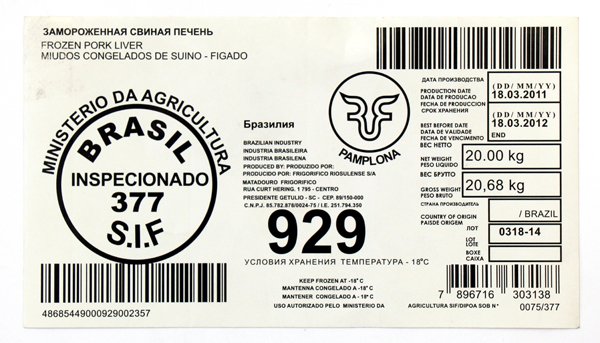 ЗАМОРОЖЕННАЯ СВИНАЯ ПЕЧЕНЬ
FROZEN PORK LIVER
MIUDOS CONGELADOS DE SUINO - FIGADO
MINISTERIO DA AGRICULTURA
BRASIL
INSPECIONADO
377
S.I.F
PAMPLONA
Бразилия
BRAZILIAN INDUSTRY
INDUSTRIA BRASILEIRA
INDUSTRIA BRASILENA
PRODUCED BY: PRODUZIDO POR:
PRODUCIDO POR: FRIGORIFICO RIOSULENSE S/A
MATADOURO FRIGORIFICO
RUA CURT HERING. 1 795 - CENTRO
PRESIDENTE GETULIO - SC - CEP. 89/150-000
C.N.P.J. 85.782.878/0024-75 / I.E. 251.794.350
929
УСЛОВИЯ ХРАНЕНИЯ ТЕМПЕРАТУРА - 18°C
KEEP FROZEN AT -18° C
MANTENHA CONGELADO A -18° C
MANTENER CONGELADO A -18° C
USO AUTORIZADO PELO MINISTERIO DA
ДАТА ПРОИЗВОДСТВА
PRODUCTION DATE
DATA DE PRODUCAO
FECHA DE PRODUCCION
СРОК ХРАНЕНИЯ
(DD/ MM/ YY)
18.03.2011
BEST BEFORE DATE
DATA DE VALIDADE
FECHA DE VENCIMENTO
(DD/ MM/YY)
18.03.2012
END
ВЕС НЕТТО
NET WEIGHT
PESO LIQUIDO
20.00 kg
ВЕС БРУТТО
GROSS WEIGHT
PESO BRUTO
20,68 kg
СТРАНА ПРОИЗВОДИТЕЛЬ
COUNTRY OF ORIGIN
PAISDE ORIGEM
/ BRAZIL
ЛОТ
LOT
LOTE
0318-14
BOXE
CAIXA
48685449000929002357
7 896716 303138
AGRICULTURA SIF/DIPOA SOB N°
0075/377